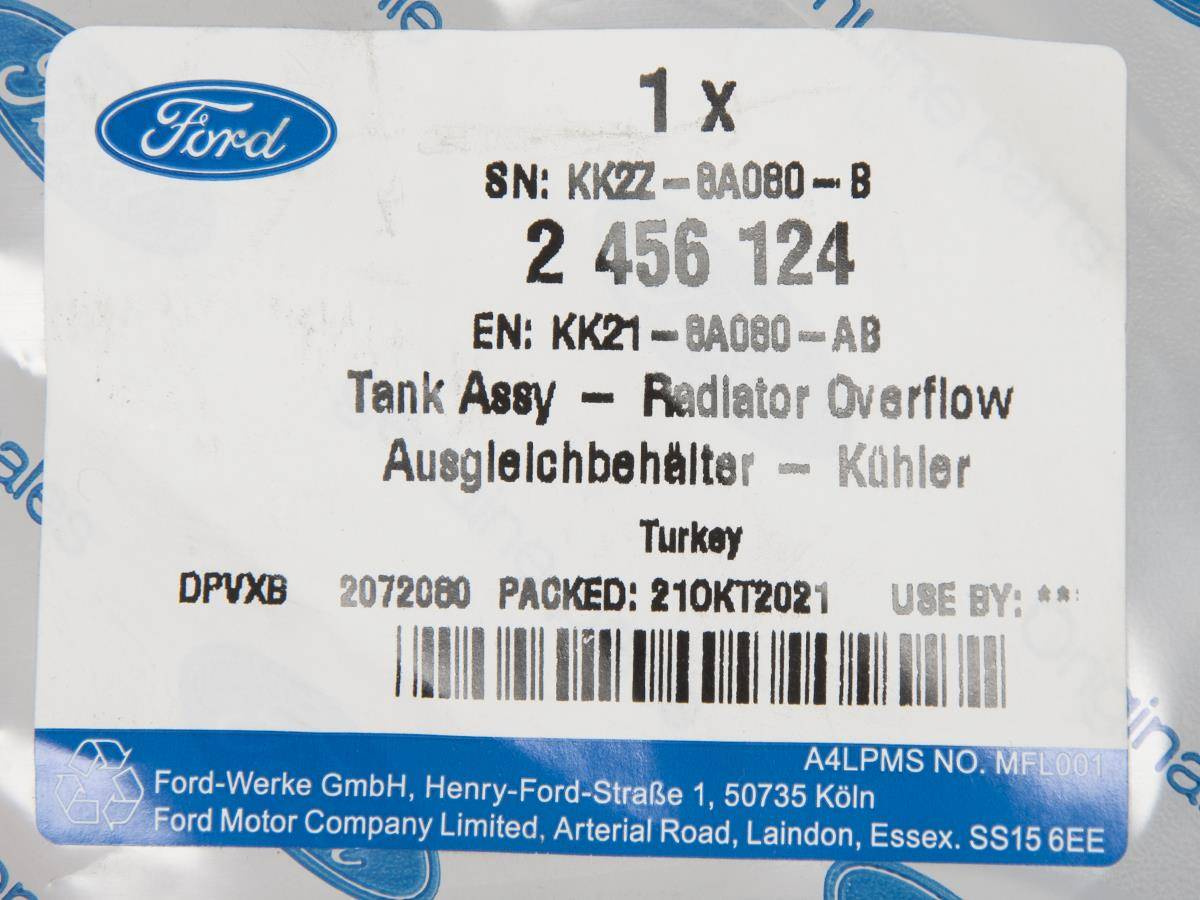 Ford
1 x
SN: KK2Z-8A080-B
2 456 124
EN: KK21-8A080-AB
Tank Assy - Radiator Overflow
Ausgleichbehälter - Kühler
Turkey
DPVXB 2072080 PACKED: 21OKT2021 USE BY: **
A4LPMS NO. MFL001
Ford-Werke GmbH, Henry-Ford-Straße 1, 50735 Köln
Ford Motor Company Limited, Arterial Road, Laindon, Essex. SS15 6EE